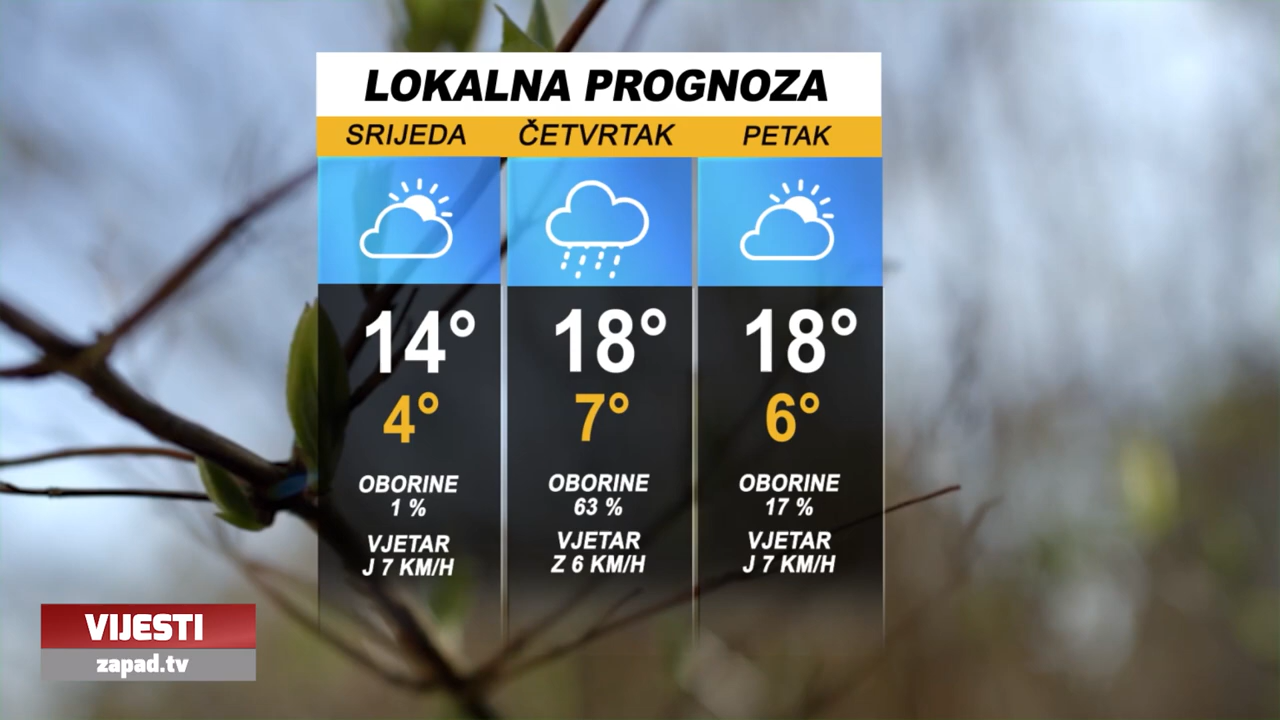 LOKALNA PROGNOZA
SRIJEDA
ČETVRTAK
PETAK
14°
18°
18°
4°
7°
6°
OBORINE
1 %
OBORINE
63 %
OBORINE
17 %
VJETAR
J 7 KM/H
VJETAR
Z 6 KM/H
VJETAR
J 7 KM/H
VIJESTI
zapad.tv